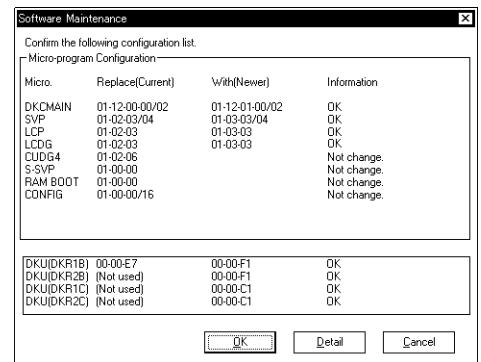 Software Maintenance
Confirm the following configuration list.
Micro-program Configuration
Micro. Replace(Current) With(Newer) Information
DKCMAIN 01-12-00-00/02 01-12-01-00/02 OK
SVP 01-02-03/04 01-03-03/04 OK
LCP 01-02-03 01-03-03 OK
LCDG 01-02-03 01-03-03 OK
CUDG4 01-02-06 Not change.
S-SVP 01-00-00 Not change.
RAM BOOT 01-00-00 Not change.
CONFIG 01-00-00/16 Not change.
DKU(DKR1B) 00-00-E7 00-00-F1 OK
DKU(DKR2B) (Not used) 00-00-F1 OK
DKU(DKR1C) (Not used) 00-00-C1 OK
DKU(DKR2C) (Not used) 00-00-C1 OK
OK Detail Cancel